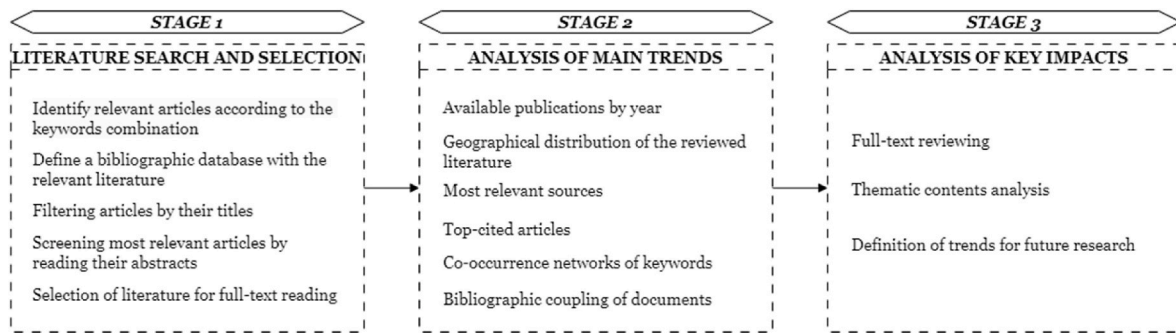 STAGE 1
LITERATURE SEARCH AND SELECTION
Identify relevant articles according to the
keywords combination
Define a bibliographic database with the
relevant literature
Filtering articles by their titles
Screening most relevant articles by
reading their abstracts
Selection of literature for full-text reading
STAGE 2
ANALYSIS OF MAIN TRENDS
Available publications by year
Geographical distribution of the reviewed
literature
Most relevant sources
Top-cited articles
Co-occurrence networks of keywords
Bibliographic coupling of documents
STAGE 3
ANALYSIS OF KEY IMPACTS
Full-text reviewing
Thematic contents analysis
Definition of trends for future research